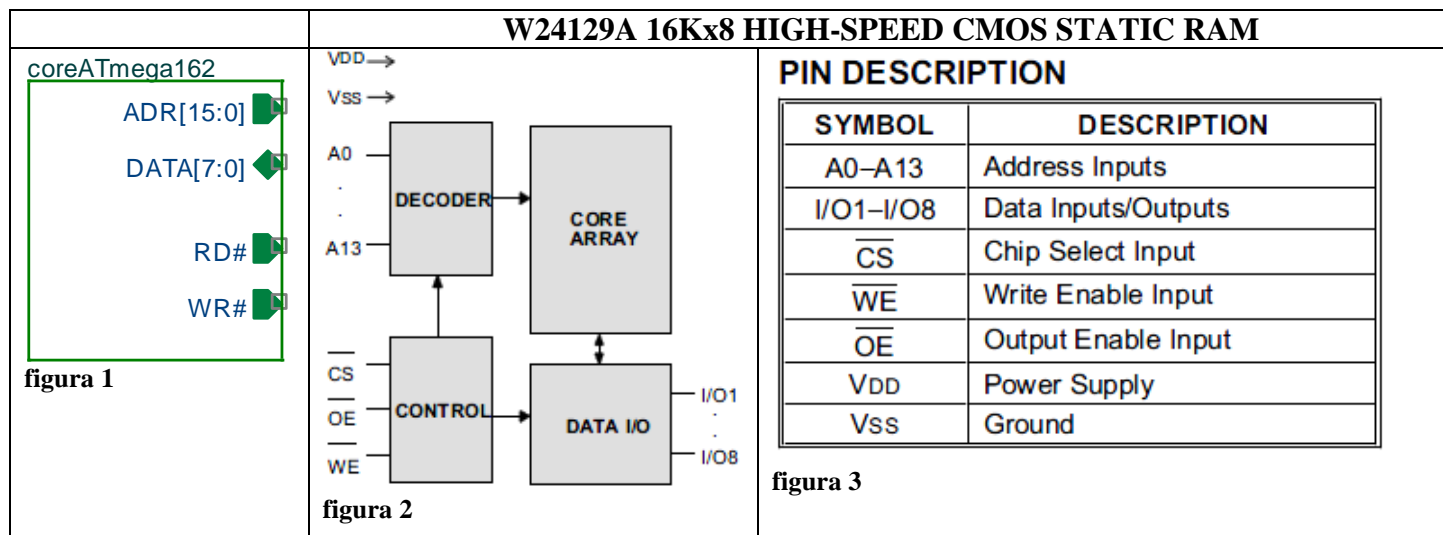 W24129A 16Kx8 HIGH-SPEED CMOS STATIC RAM
coreATmega162
ADR[15:0]
DATA[7:0]
RD#
WR#
figura 1
VDD
VSS
A0
.
.
A13
DECODER
CORE
ARRAY
CS
OE
WE
CONTROL
DATA I/O
I/O1
.
.
I/O8
figura 2
PIN DESCRIPTION
SYMBOL DESCRIPTION
A0–A13 Address Inputs
I/O1–I/O8 Data Inputs/Outputs
C̅S̅ Chip Select Input
W̅E̅ Write Enable Input
O̅E̅ Output Enable Input
VDD Power Supply
VSS Ground
figura 3